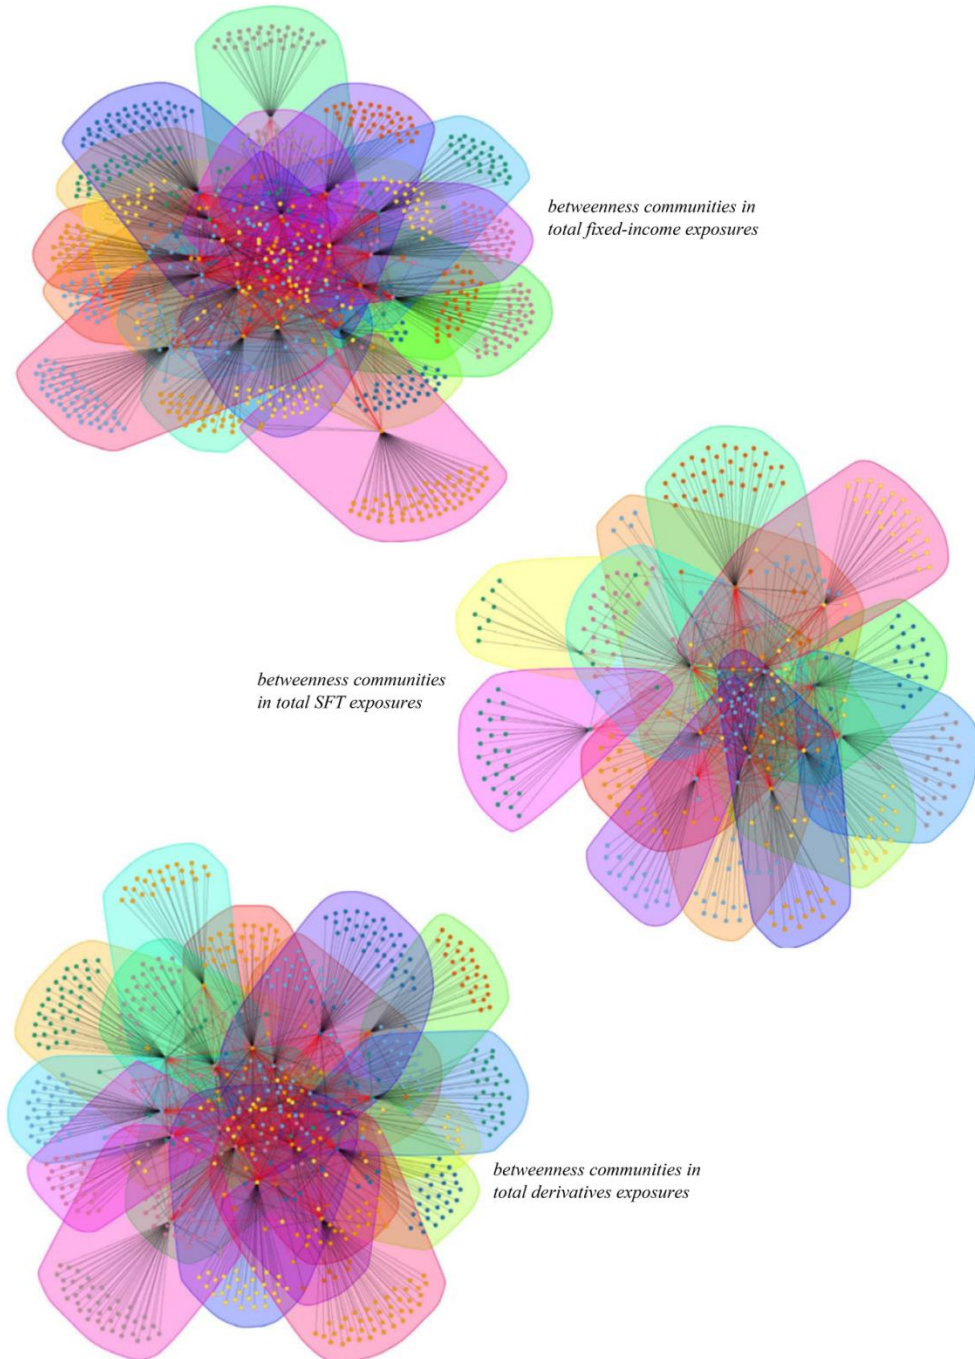 betweenness communities in
total fixed-income exposures
betweenness communities
in total SFT exposures
betweenness communities in
total derivatives exposures